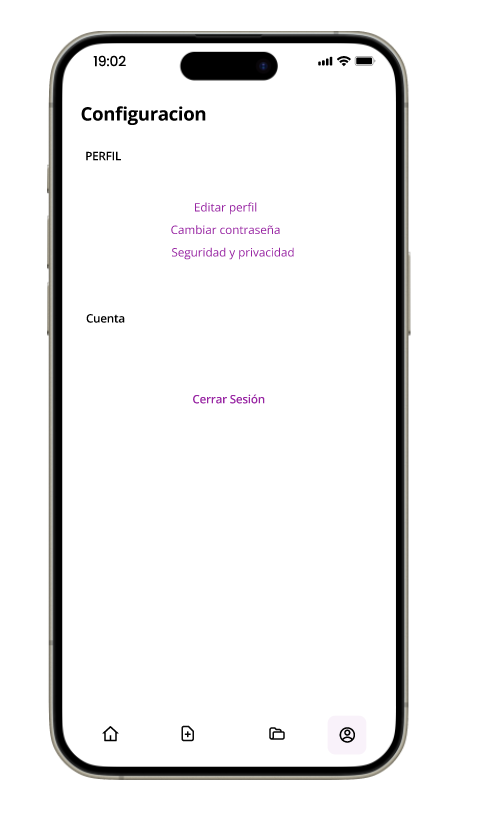 19:02
Configuracion
PERFIL
Editar perfil
Cambiar contraseña
Seguridad y privacidad
Cuenta
Cerrar Sesión